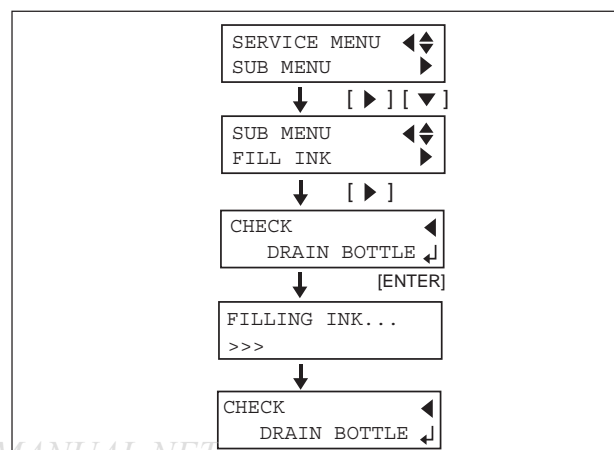 SERVICE MENU ◀◆
SUB MENU ▶
[ ▶ ] [ ▼ ]
SUB MENU ◀◆
FILL INK ▶
[ ▶ ]
CHECK ◀
DRAIN BOTTLE ↲
[ENTER]
FILLING INK...
>>>
CHECK ◀
DRAIN BOTTLE ↲